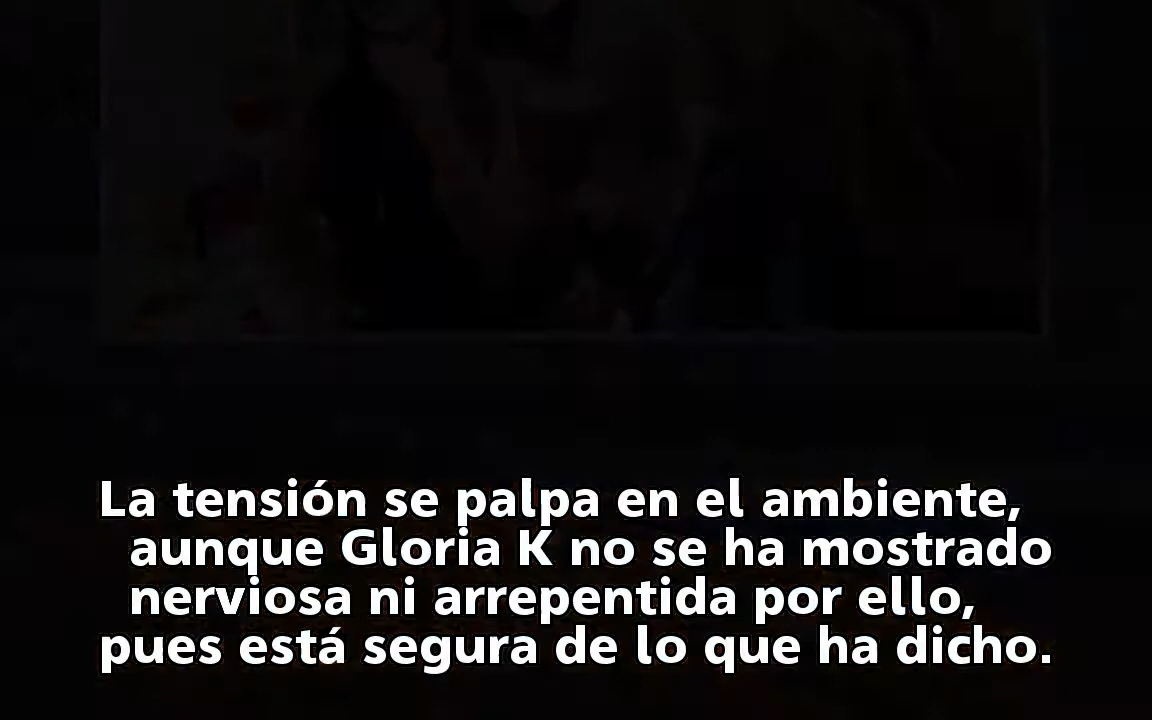 La tensión se palpa en el ambiente,
aunque Gloria K no se ha mostrado
nerviosa ni arrepentida por ello,
pues está segura de lo que ha dicho.